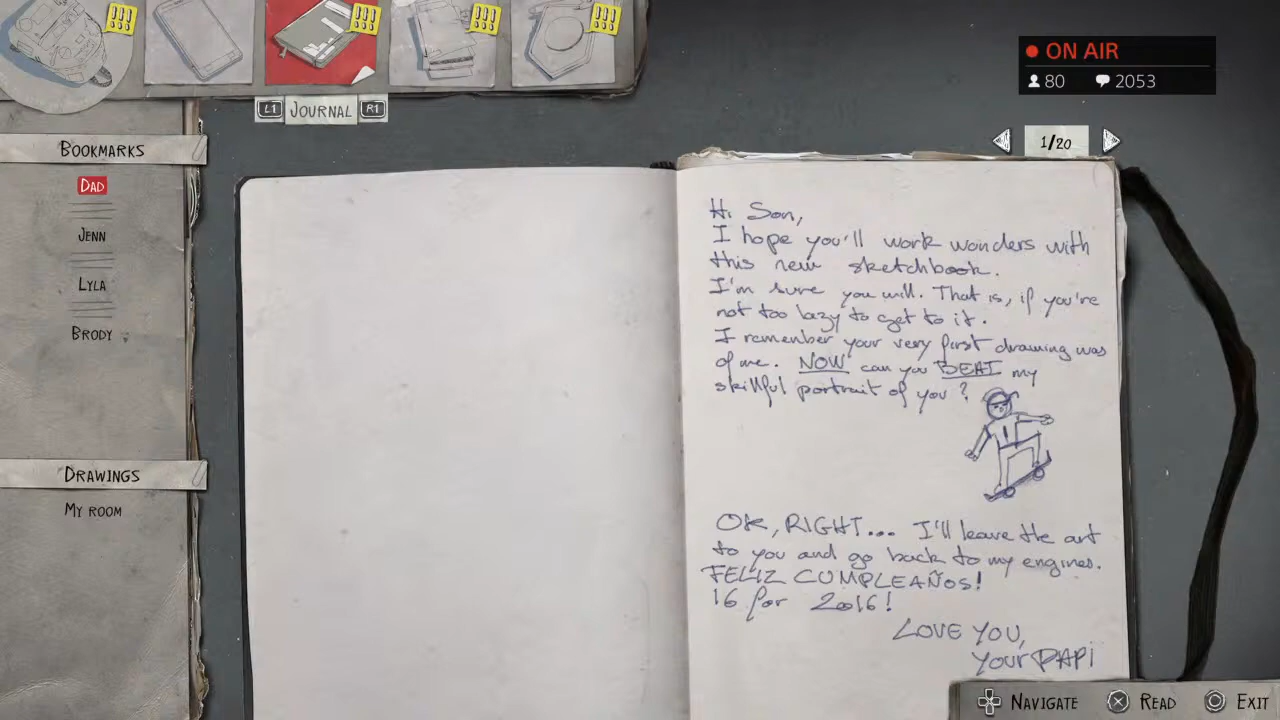 !!!
!!!
!!!
!!!
ON AIR
80 2053
L1 JOURNAL R1
1/20
BOOKMARKS
DAD
JENN
LYLA
BRODY
DRAWINGS
MY ROOM
Hi Son,
I hope you'll work wonders with
this new sketchbook.
I'm sure you will. That is, if you're
not too lazy to get to it.
I remember your very first drawing was
of me. NOW can you BEAT my
skillful portrait of you?
OK, RIGHT... I'll leave the art
to you and go back to my engines.
FELIZ CUMPLEAÑOS!
16 for 2016!
LOVE YOU,
your PAPI
NAVIGATE READ EXIT